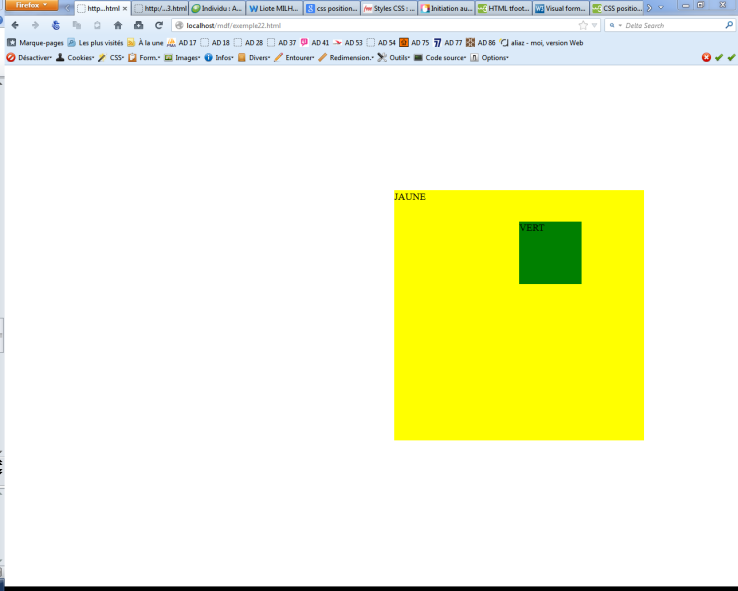 Firefox
http...html × http:/...3.html Individu : A... W Liote MILH... css position... Styles CSS : ... Initiation au... HTML tfoot... W3 Visual form... CSS positio...
localhost/mdf/exemple22.html Delta Search
Marque-pages Les plus visités À la une AD 17 AD 18 AD 28 AD 37 AD 41 AD 53 AD 54 AD 75 AD 77 AD 86 aliaz - moi, version Web
Désactiver Cookies CSS Form. Images Infos Divers Entourer Redimension. Outils Code source Options
JAUNE
VERT